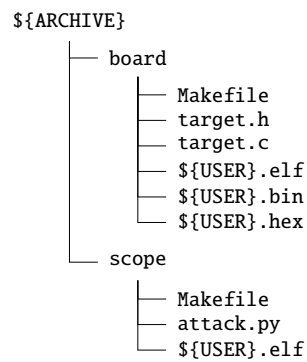 ${ARCHIVE}
board
Makefile
target.h
target.c
${USER}.elf
${USER}.bin
${USER}.hex
scope
Makefile
attack.py
${USER}.elf